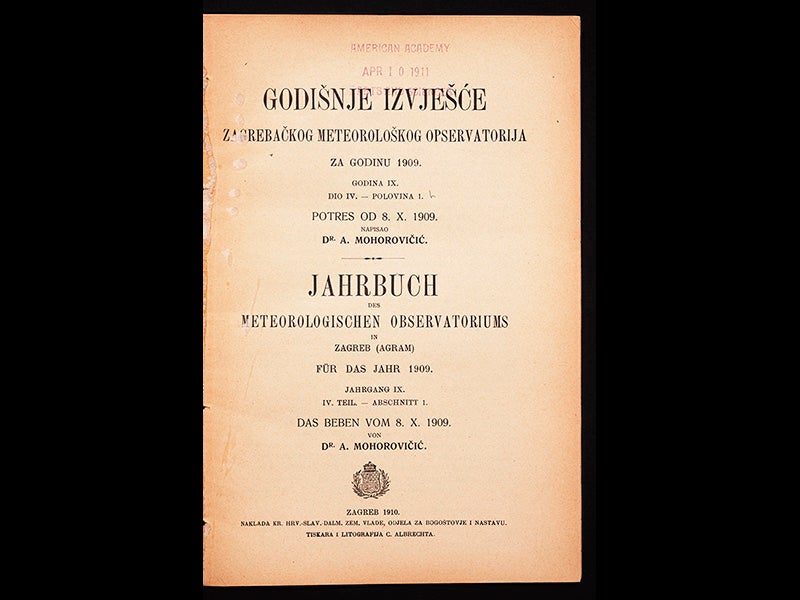 AMERICAN ACADEMY
APR 10 1911
GODIŠNJE IZVJEŠĆE
ZAGREBAČKOG METEOROLOŠKOG OPSERVATORIJA
ZA GODINU 1909.
GODINA IX.
DIO IV. — POLOVINA 1.
POTRES OD 8. X. 1909.
NAPISAO
DR. A. MOHOROVIČIĆ.
JAHRBUCH
DES
METEOROLOGISCHEN OBSERVATORIUMS
IN
ZAGREB (AGRAM)
FÜR DAS JAHR 1909.
JAHRGANG IX.
IV. TEIL. — ABSCHNITT 1.
DAS BEBEN VOM 8. X. 1909.
VON
DR. A. MOHOROVIČIĆ.
ZAGREB 1910.
NAKLADA KR. HRV.-SLAV.-DALM. ZEM. VLADE, ODJELA ZA BOGOŠTOVJE I NASTAVU.
TISKARA I LITOGRAFIJA C. ALBRECHTA.